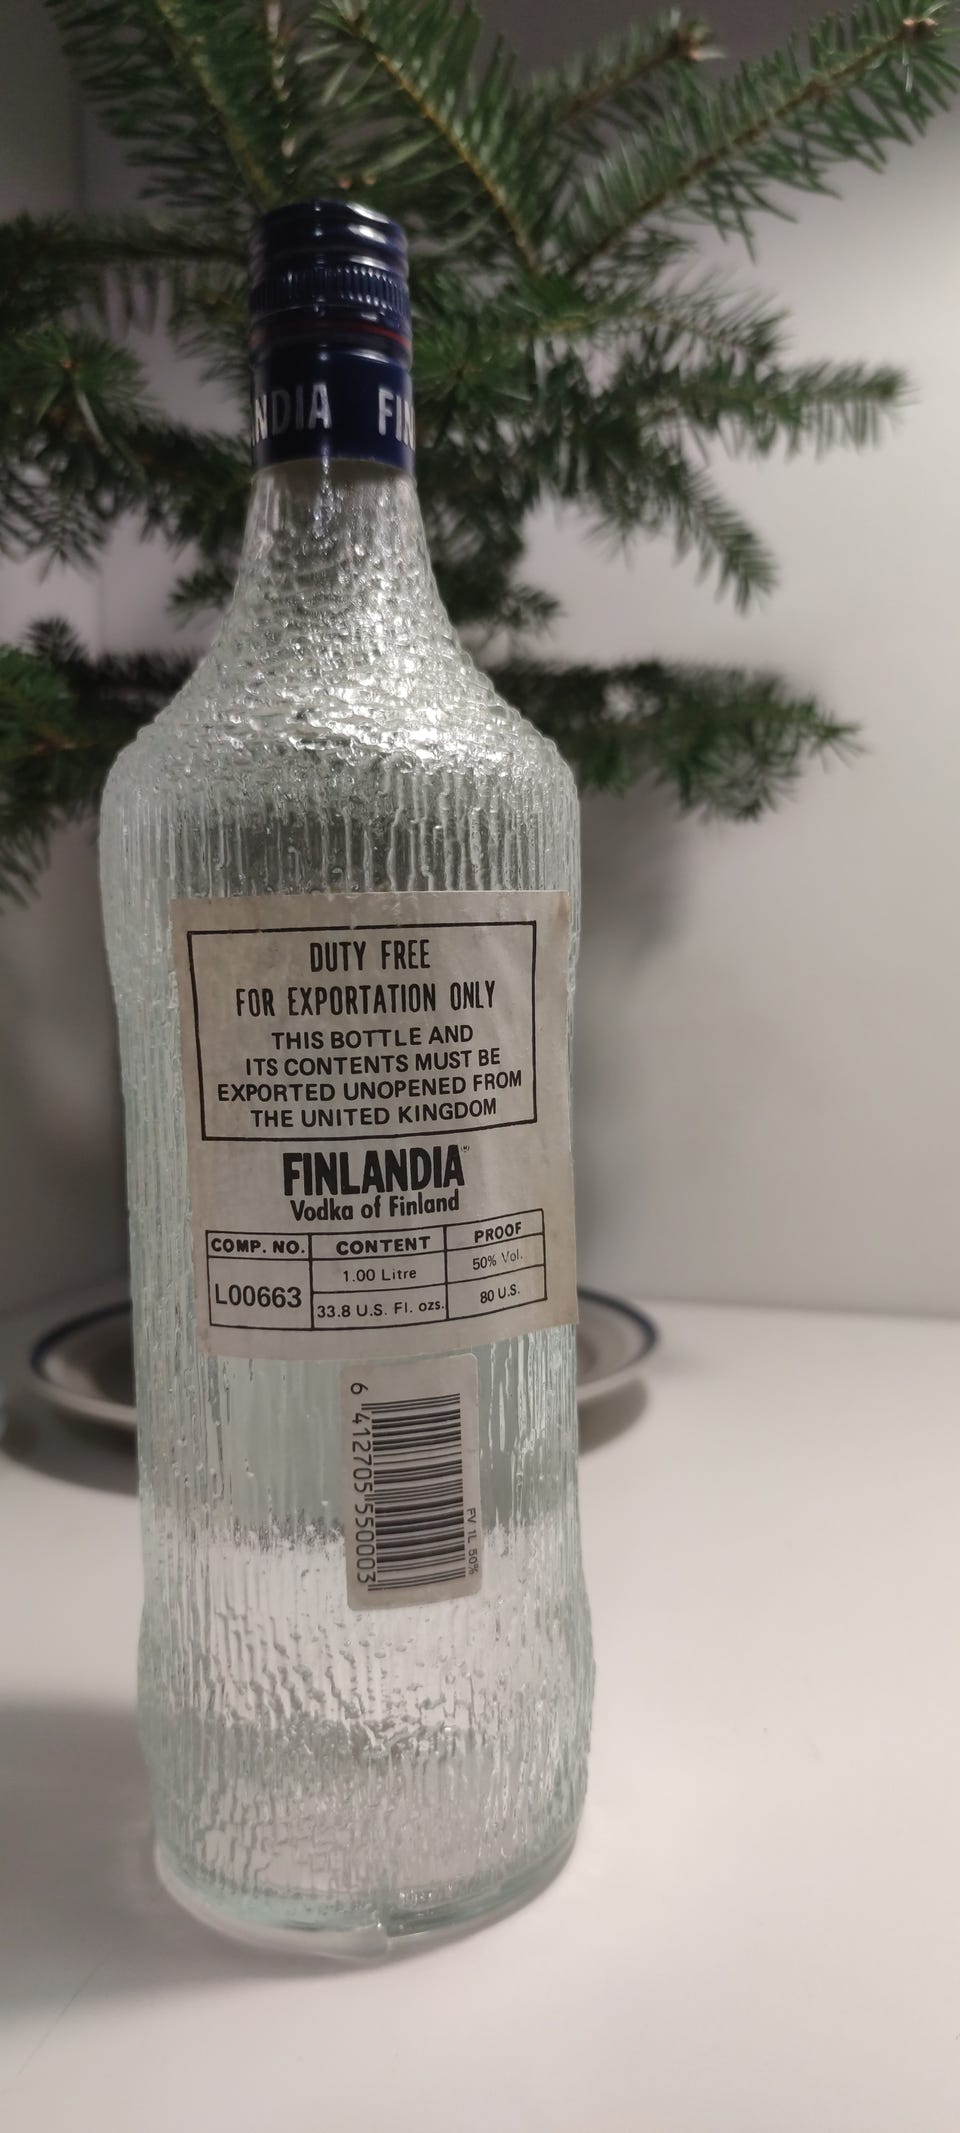 NDIA FIN
DUTY FREE
FOR EXPORTATION ONLY
THIS BOTTLE AND
ITS CONTENTS MUST BE
EXPORTED UNOPENED FROM
THE UNITED KINGDOM
FINLANDIA®
Vodka of Finland
COMP. NO. CONTENT PROOF
L00663 1.00 Litre 50% Vol.
33.8 U.S. Fl. ozs. 80 U.S.
6 412705 550003
FV 1L 50%